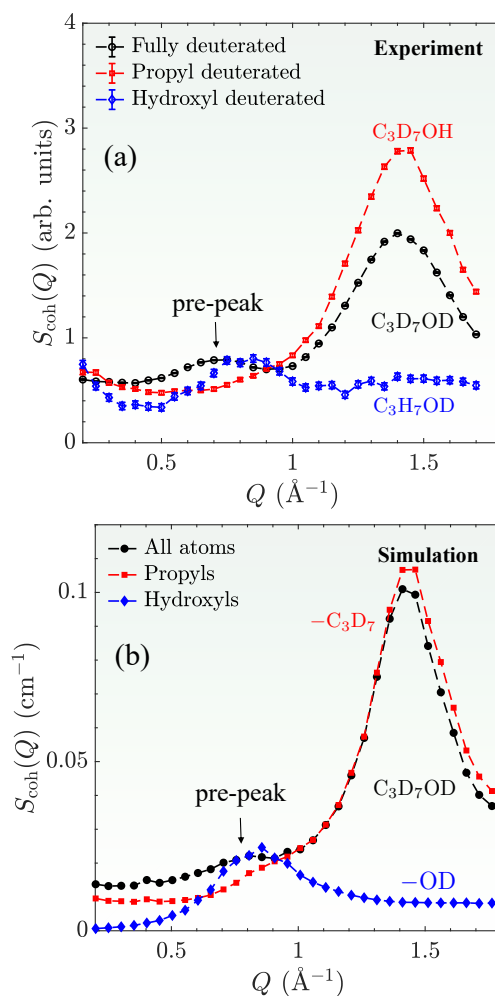 4
3
2
1
0
S_coh(Q) (arb. units)
Fully deuterated
Propyl deuterated
Hydroxyl deuterated
Experiment
(a)
C₃D₇OH
pre-peak
C₃D₇OD
C₃H₇OD
0.5
1
1.5
Q (Å⁻¹)
0.1
0.05
0
S_coh(Q) (cm⁻¹)
All atoms
Propyls
Hydroxyls
Simulation
(b)
−C₃D₇
pre-peak
C₃D₇OD
−OD
0.5
1
1.5
Q (Å⁻¹)